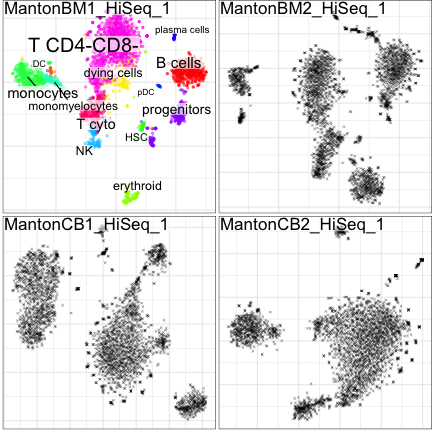 MantonBM1_HiSeq_1
MantonBM2_HiSeq_1
plasma cells
T CD4-CD8-
DC
B cells
dying cells
monocytes
pDC
monomyelocytes
progenitors
T cyto
HSC
NK
erythroid
MantonCB1_HiSeq_1
MantonCB2_HiSeq_1